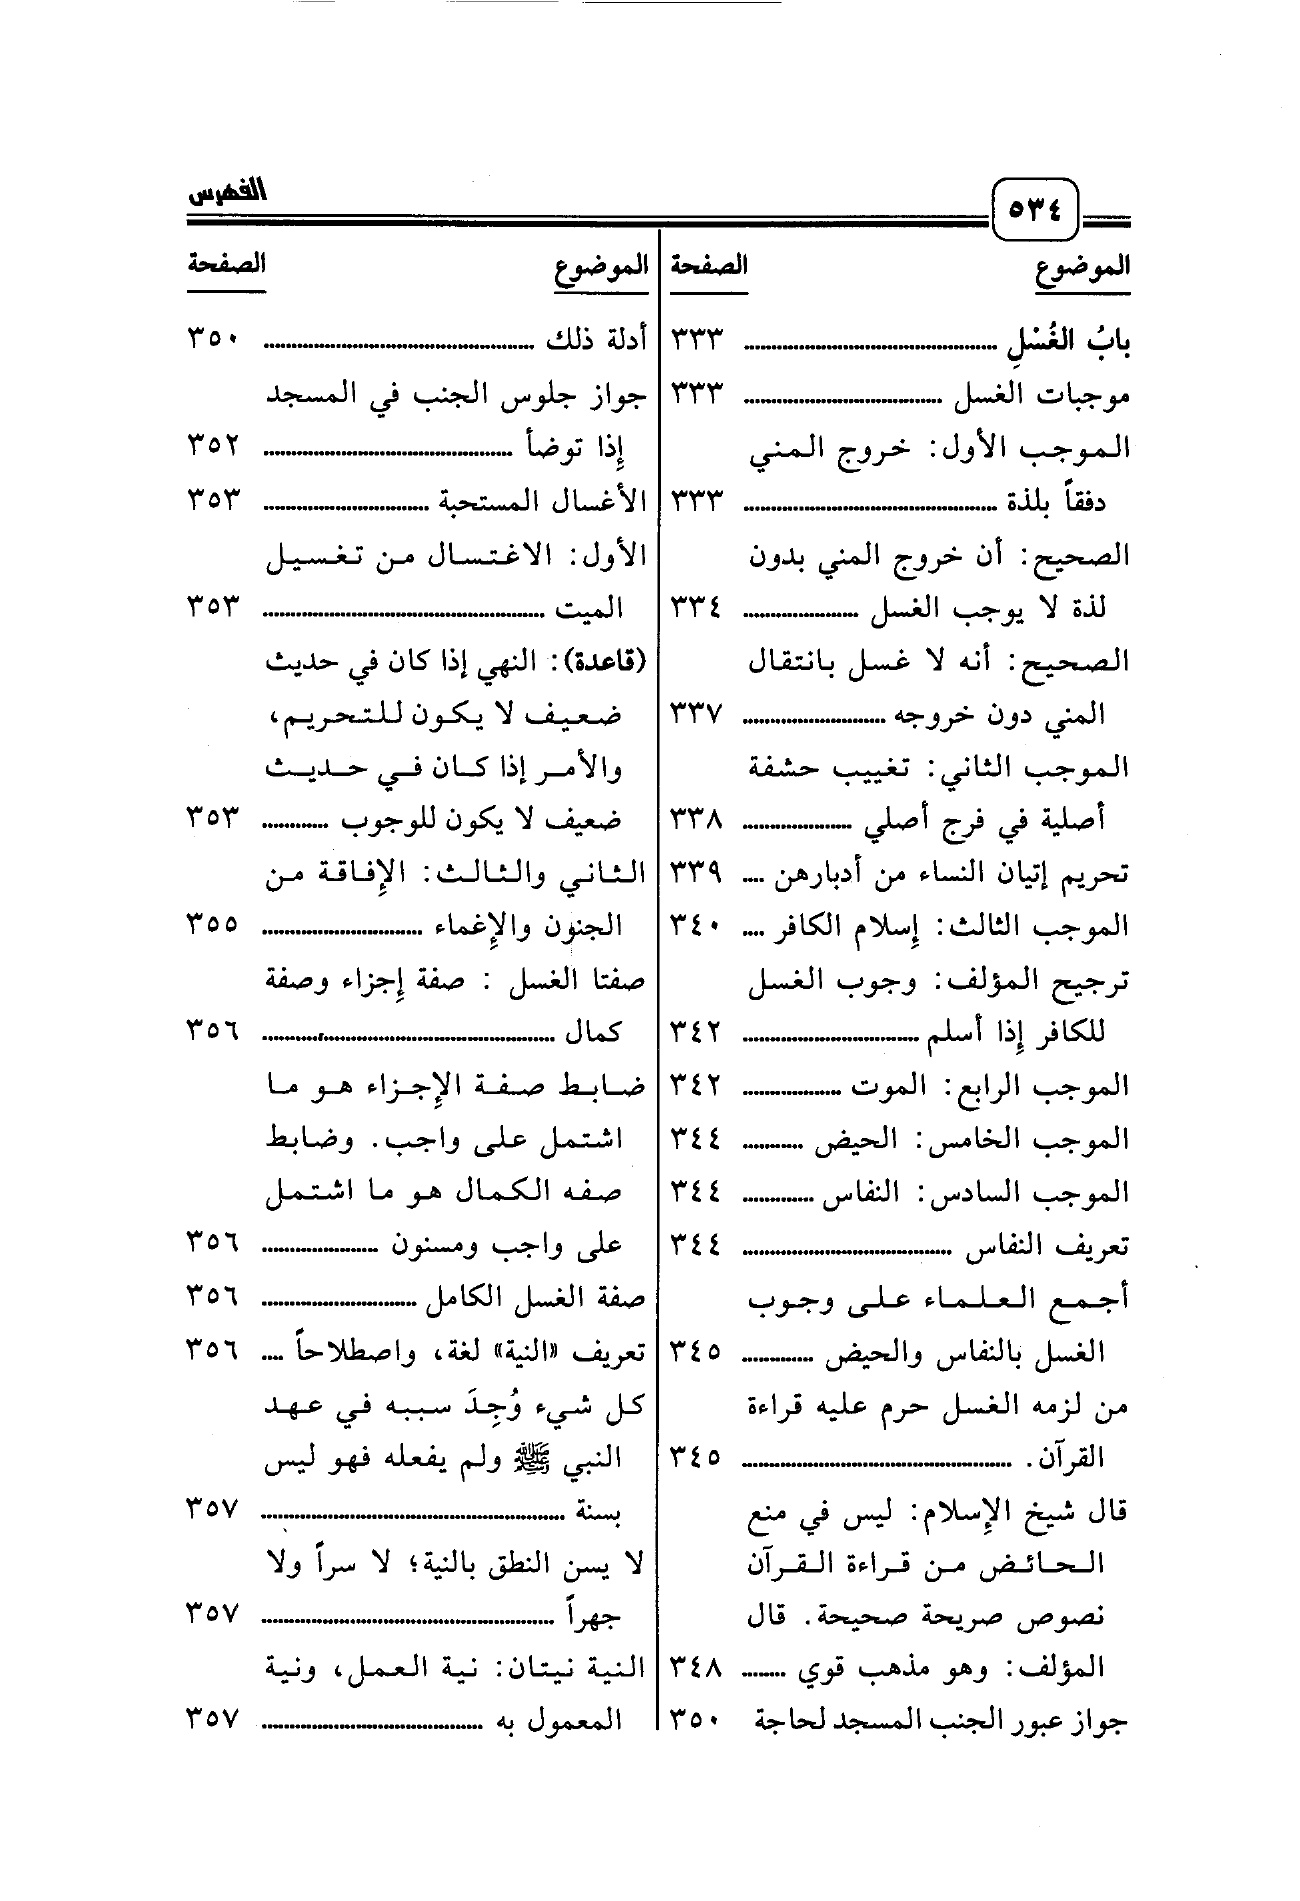 ٥٣٤
الفهرس
الموضوع الصفحة
بابُ الغُسْلِ ٣٣٣
موجبات الغسل ٣٣٣
الموجب الأول: خروج المني
دفقاً بلذة ٣٣٣
الصحيح: أن خروج المني بدون
لذة لا يوجب الغسل ٣٣٤
الصحيح: أنه لا غسل بانتقال
المني دون خروجه ٣٣٧
الموجب الثاني: تغييب حشفة
أصلية في فرج أصلي ٣٣٨
تحريم إتيان النساء من أدبارهن ٣٣٩
الموجب الثالث: إسلام الكافر ٣٤٠
ترجيح المؤلف: وجوب الغسل
للكافر إذا أسلم ٣٤٢
الموجب الرابع: الموت ٣٤٢
الموجب الخامس: الحيض ٣٤٤
الموجب السادس: النفاس ٣٤٤
تعريف النفاس ٣٤٤
أجمع العلماء على وجوب
الغسل بالنفاس والحيض ٣٤٥
من لزمه الغسل حرم عليه قراءة
القرآن. ٣٤٥
قال شيخ الإسلام: ليس في منع
الحائض من قراءة القرآن
نصوص صريحة صحيحة. قال
المؤلف: وهو مذهب قوي ٣٤٨
جواز عبور الجنب المسجد لحاجة ٣٥٠
الموضوع الصفحة
أدلة ذلك ٣٥٠
جواز جلوس الجنب في المسجد
إذا توضأ ٣٥٢
الأغسال المستحبة ٣٥٣
الأول: الاغتسال من تغسيل
الميت ٣٥٣
(قاعدة): النهي إذا كان في حديث
ضعيف لا يكون للتحريم،
والأمر إذا كان في حديث
ضعيف لا يكون للوجوب ٣٥٣
الثاني والثالث: الإفاقة من
الجنون والإغماء ٣٥٥
صفتا الغسل : صفة إجزاء وصفة
كمال ٣٥٦
ضابط صفة الإجزاء هو ما
اشتمل على واجب. وضابط
صفه الكمال هو ما اشتمل
على واجب ومسنون ٣٥٦
صفة الغسل الكامل ٣٥٦
تعريف «النية» لغة، واصطلاحاً ٣٥٦
كل شيء وُجِدَ سببه في عهد
النبي ﷺ ولم يفعله فهو ليس
بسنة ٣٥٧
لا يسن النطق بالنية؛ لا سراً ولا
جهراً ٣٥٧
النية نيتان: نية العمل، ونية
المعمول به ٣٥٧